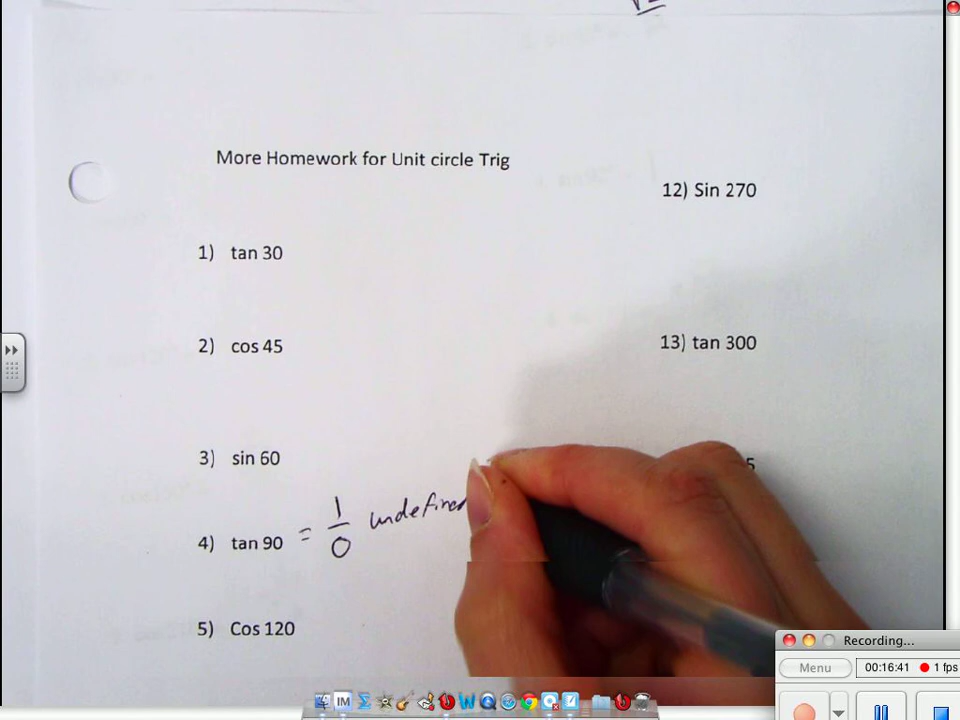 More Homework for Unit circle Trig
1) tan 30
2) cos 45
3) sin 60
4) tan 90 = 1/0 undefined
5) Cos 120
12) Sin 270
13) tan 300
5
Recording...
Menu
00:16:41
1 fps